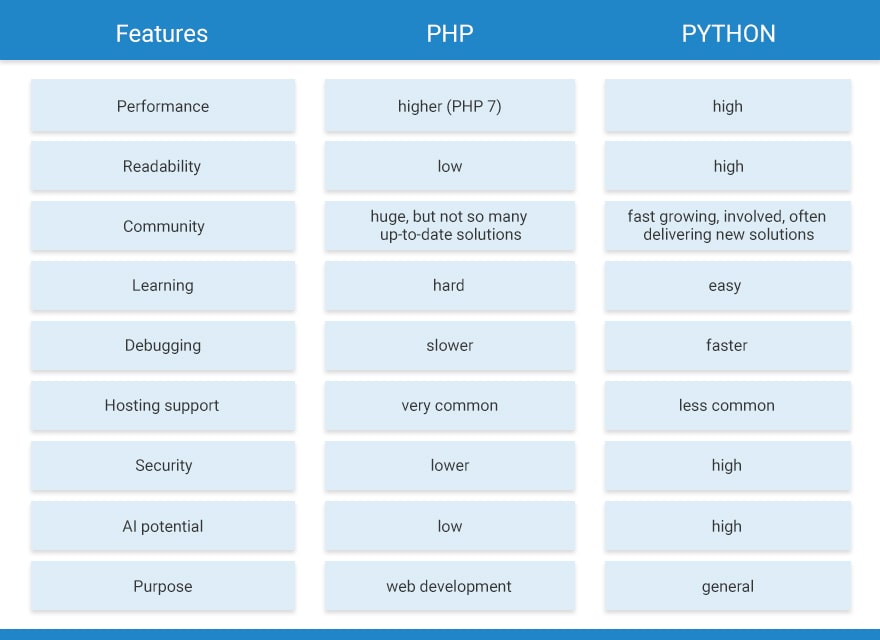 Features PHP PYTHON
Performance higher (PHP 7) high
Readability low high
Community huge, but not so many up-to-date solutions fast growing, involved, often delivering new solutions
Learning hard easy
Debugging slower faster
Hosting support very common less common
Security lower high
AI potential low high
Purpose web development general